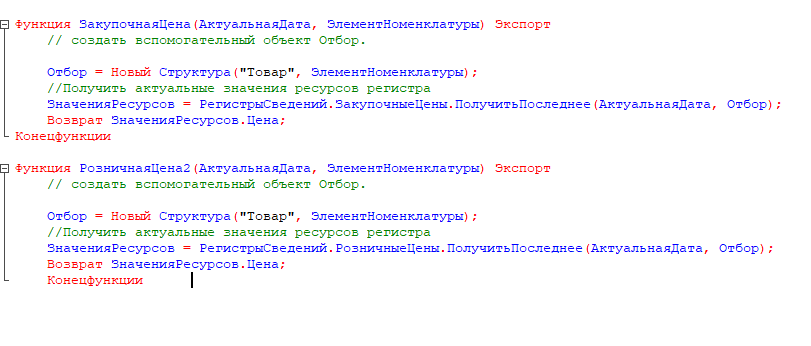 Функция ЗакупочнаяЦена(АктуальнаяДата, ЭлементНоменклатуры) Экспорт
// создать вспомогательный объект Отбор.
Отбор = Новый Структура("Товар", ЭлементНоменклатуры);
//Получить актуальные значения ресурсов регистра
ЗначенияРесурсов = РегистрыСведений.ЗакупочныеЦены.ПолучитьПоследнее(АктуальнаяДата, Отбор);
Возврат ЗначенияРесурсов.Цена;
Конецфункции
Функция РозничнаяЦена2(АктуальнаяДата, ЭлементНоменклатуры) Экспорт
// создать вспомогательный объект Отбор.
Отбор = Новый Структура("Товар", ЭлементНоменклатуры);
//Получить актуальные значения ресурсов регистра
ЗначенияРесурсов = РегистрыСведений.РозничныеЦены.ПолучитьПоследнее(АктуальнаяДата, Отбор);
Возврат ЗначенияРесурсов.Цена;
Конецфункции